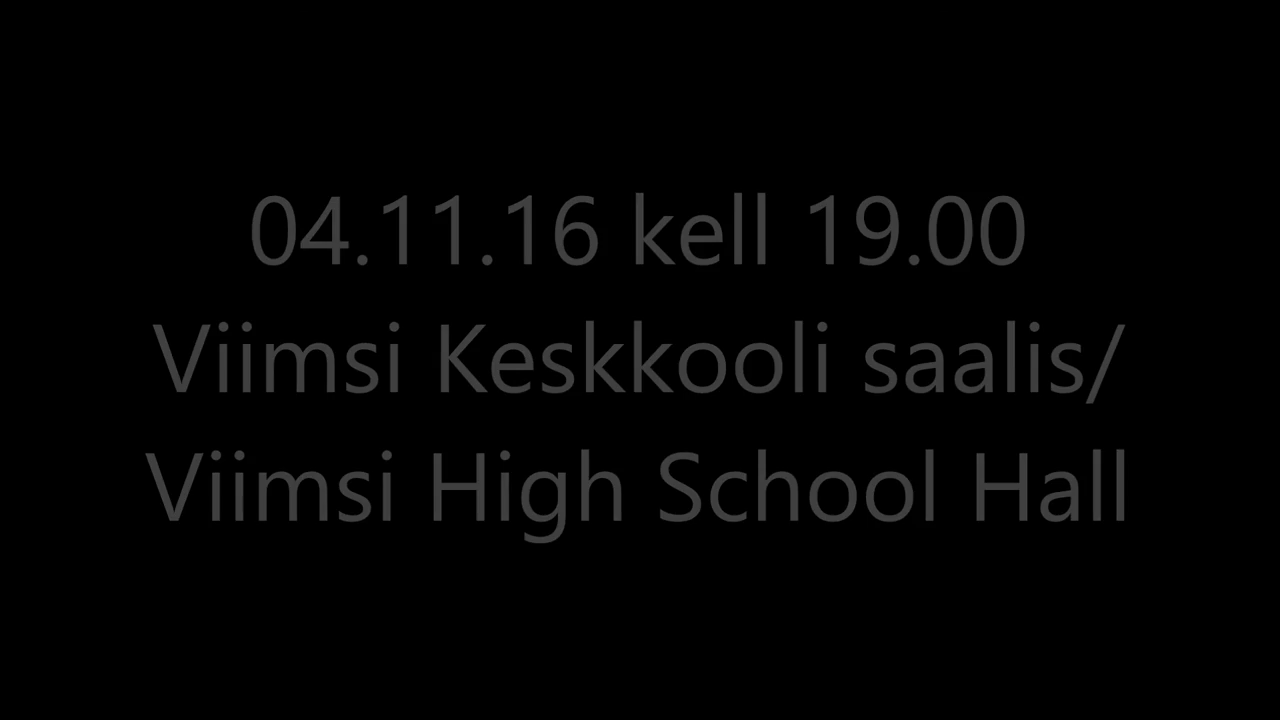 04.11.16 kell 19.00
Viimsi Keskkooli saalis/
Viimsi High School Hall